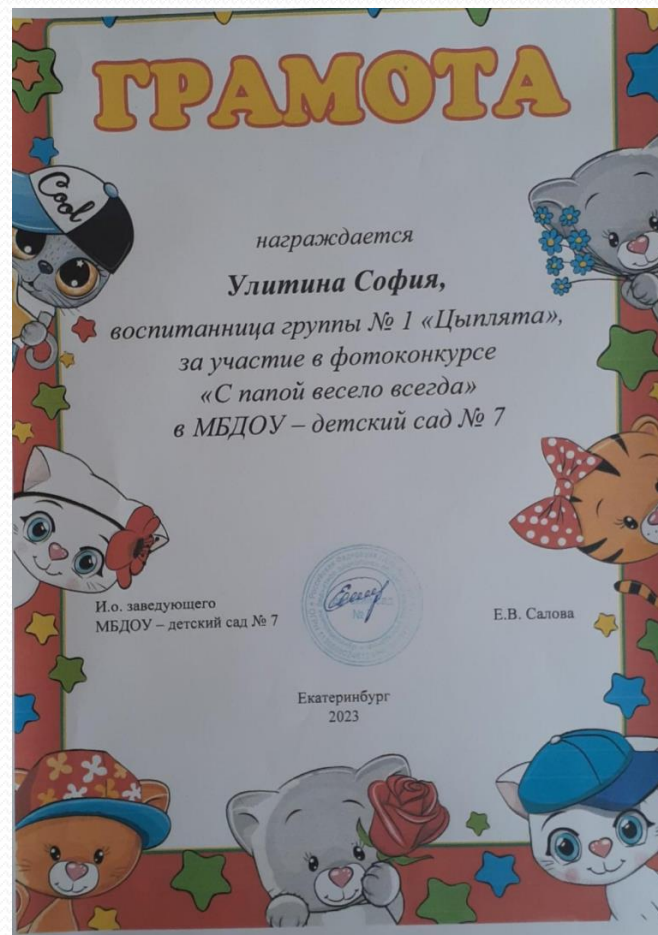 ГРАМОТА
Cool
награждается
Улитина София,
воспитанница группы № 1 «Цыплята»,
за участие в фотоконкурсе
«С папой весело всегда»
в МБДОУ – детский сад № 7
И.о. заведующего
МБДОУ – детский сад № 7
Е.В. Салова
Екатеринбург
2023